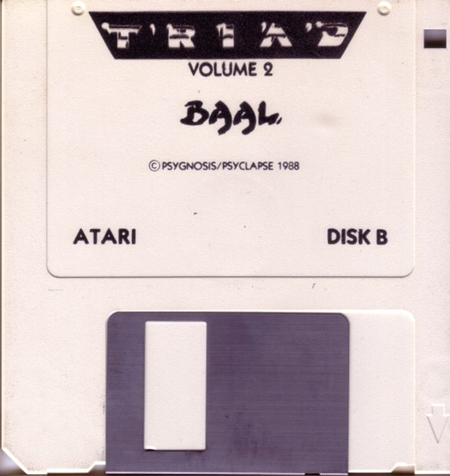 TRIAD
VOLUME 2
BAAL
© PSYGNOSIS/PSYCLAPSE 1988
ATARI DISK B